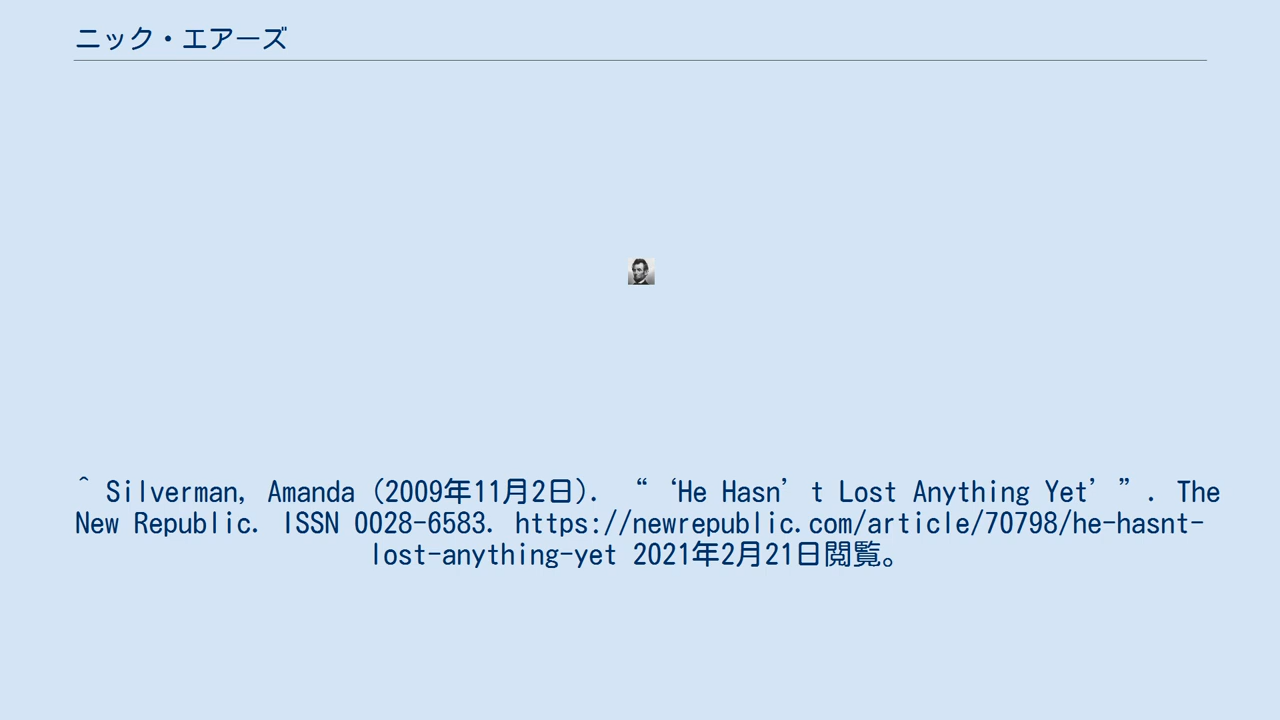 ニック・エアーズ
^ Silverman, Amanda (2009年11月2日). “‘He Hasn’t Lost Anything Yet’”. The
New Republic. ISSN 0028-6583. https://newrepublic.com/article/70798/he-hasnt-
lost-anything-yet 2021年2月21日閲覧。